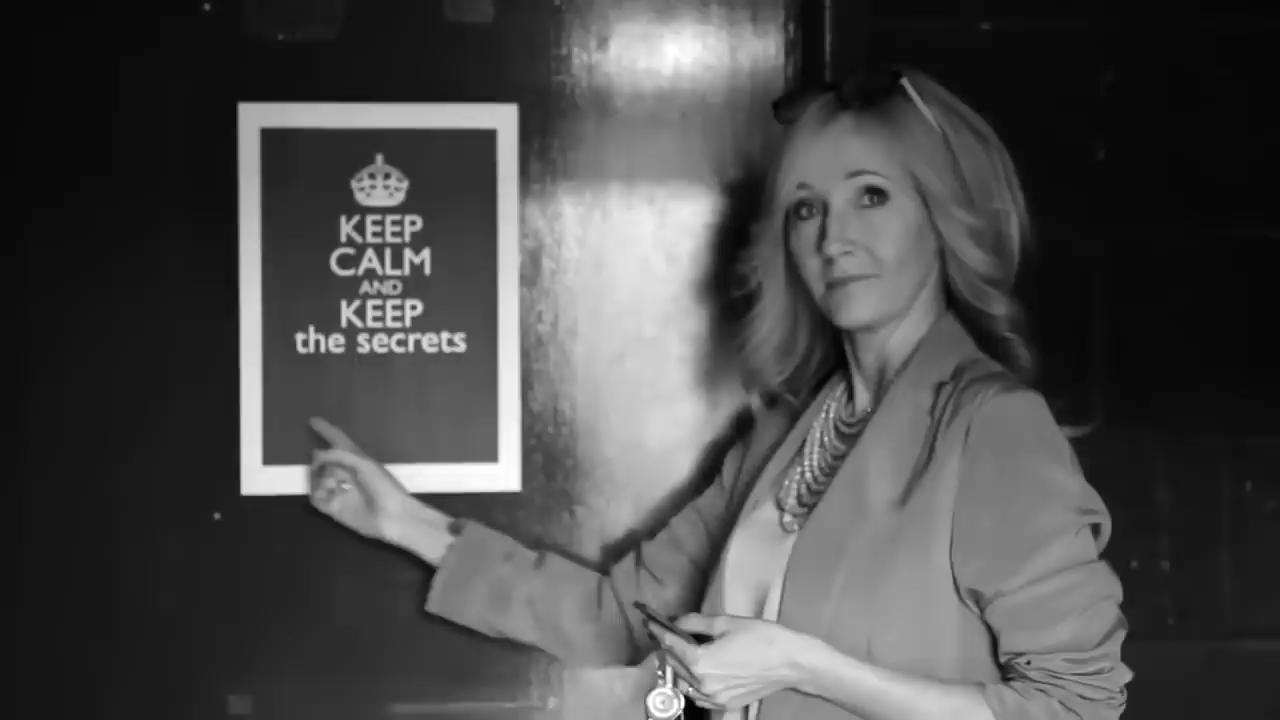 KEEP
CALM
AND
KEEP
the secrets